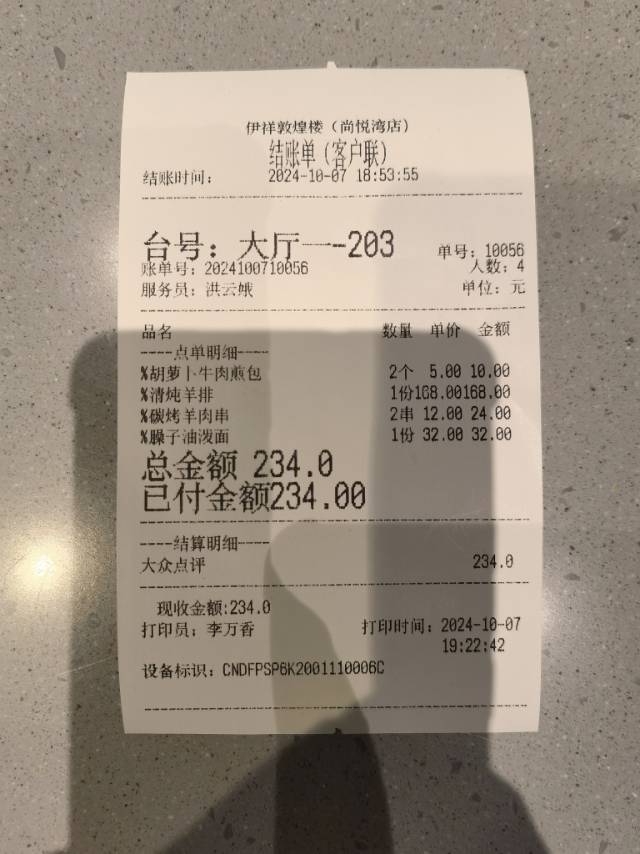 伊祥敦煌楼（尚悦湾店）
结账单（客户联）
结账时间： 2024-10-07 18:53:55
台号：大厅一-203 单号：10056
账单号：2024100710056 人数：4
服务员：洪云娥 单位：元
品名 数量 单价 金额
----点单明细----
%胡萝卜牛肉煎包 2个 5.00 10.00
%清炖羊排 1份168.00168.00
%碳烤羊肉串 2串 12.00 24.00
%臊子油泼面 1份 32.00 32.00
总金额 234.0
已付金额234.00
----结算明细----
大众点评 234.0
现收金额:234.0
打印员：李万香 打印时间：2024-10-07
19:22:42
设备标识：CNDFPSP6K2001110006C